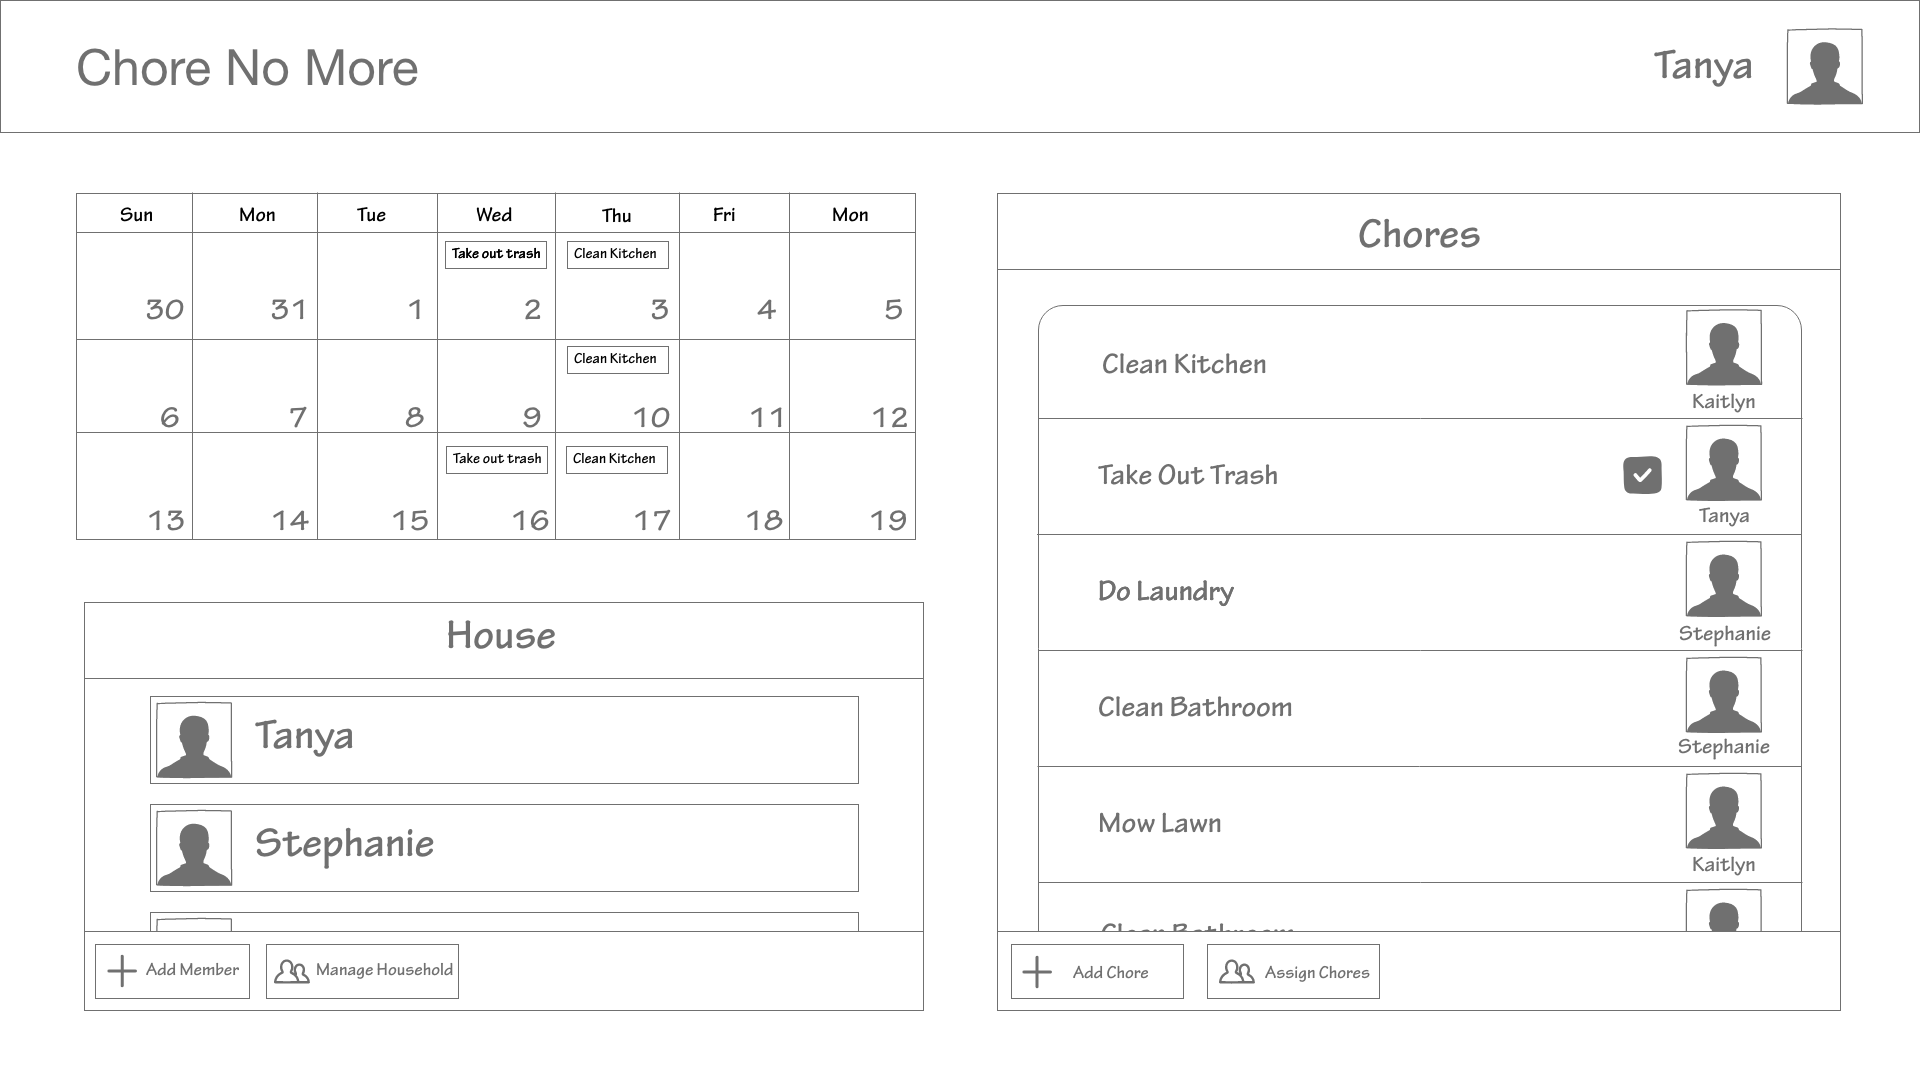 Chore No More
Tanya
Sun Mon Tue Wed Thu Fri Mon
Take out trash Clean Kitchen
30 31 1 2 3 4 5
Clean Kitchen
6 7 8 9 10 11 12
Take out trash Clean Kitchen
13 14 15 16 17 18 19
House
Tanya
Stephanie
Add Member Manage Household
Chores
Clean Kitchen
Kaitlyn
Take Out Trash
Tanya
Do Laundry
Stephanie
Clean Bathroom
Stephanie
Mow Lawn
Kaitlyn
Clean Bathroom
Add Chore Assign Chores